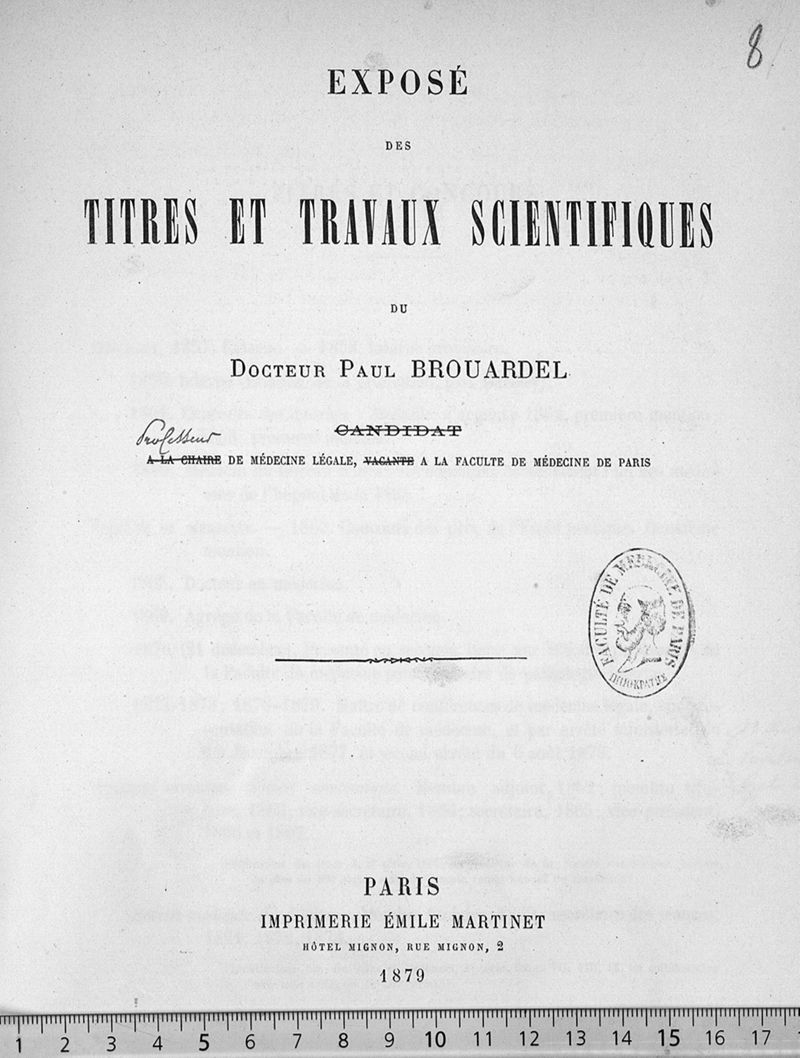 8
EXPOSÉ
DES
TITRES ET TRAVAUX SCIENTIFIQUES
DU
DOCTEUR PAUL BROUARDEL
CANDIDAT
Professeur
A LA CHAIRE DE MÉDECINE LÉGALE, VACANTE A LA FACULTE DE MÉDECINE DE PARIS
FACULTÉ DE MÉDECINE DE PARIS
PARIS
IMPRIMERIE ÉMILE MARTINET
HÔTEL MIGNON, RUE MIGNON, 2
1879
1 2 3 4 5 6 7 8 9 10 11 12 13 14 15 16 17